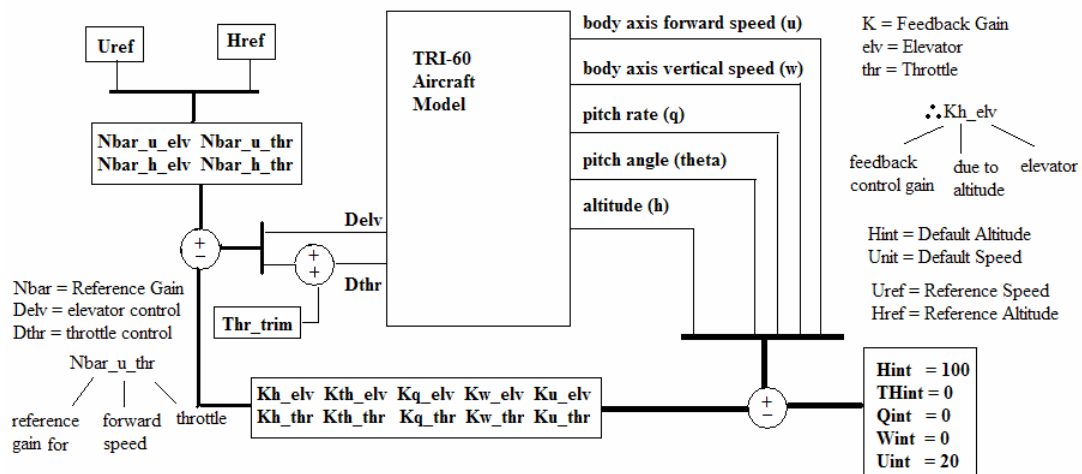 Uref
Href
Nbar_u_elv Nbar_u_thr
Nbar_h_elv Nbar_h_thr
+
−
Nbar = Reference Gain
Delv = elevator control
Dthr = throttle control
Nbar_u_thr
reference gain for
forward speed
throttle
Delv
+
+
Dthr
Thr_trim
TRI-60
Aircraft
Model
body axis forward speed (u)
body axis vertical speed (w)
pitch rate (q)
pitch angle (theta)
altitude (h)
Kh_elv Kth_elv Kq_elv Kw_elv Ku_elv
Kh_thr Kth_thr Kq_thr Kw_thr Ku_thr
+
−
Hint = 100
THint = 0
Qint = 0
Wint = 0
Uint = 20
K = Feedback Gain
elv = Elevator
thr = Throttle
∴Kh_elv
feedback
control gain
due to
altitude
elevator
Hint = Default Altitude
Unit = Default Speed
Uref = Reference Speed
Href = Reference Altitude